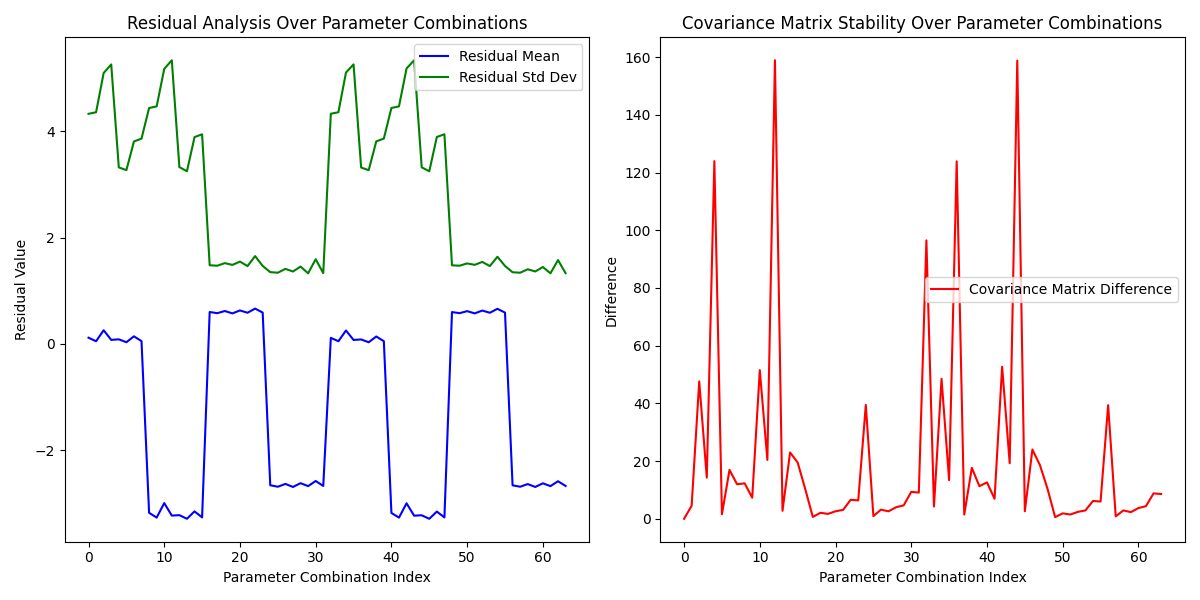 Residual Analysis Over Parameter Combinations
Residual Mean
Residual Std Dev
Residual Value
4
2
0
−2
0 10 20 30 40 50 60
Parameter Combination Index
Covariance Matrix Stability Over Parameter Combinations
Covariance Matrix Difference
Difference
160
140
120
100
80
60
40
20
0
0 10 20 30 40 50 60
Parameter Combination Index